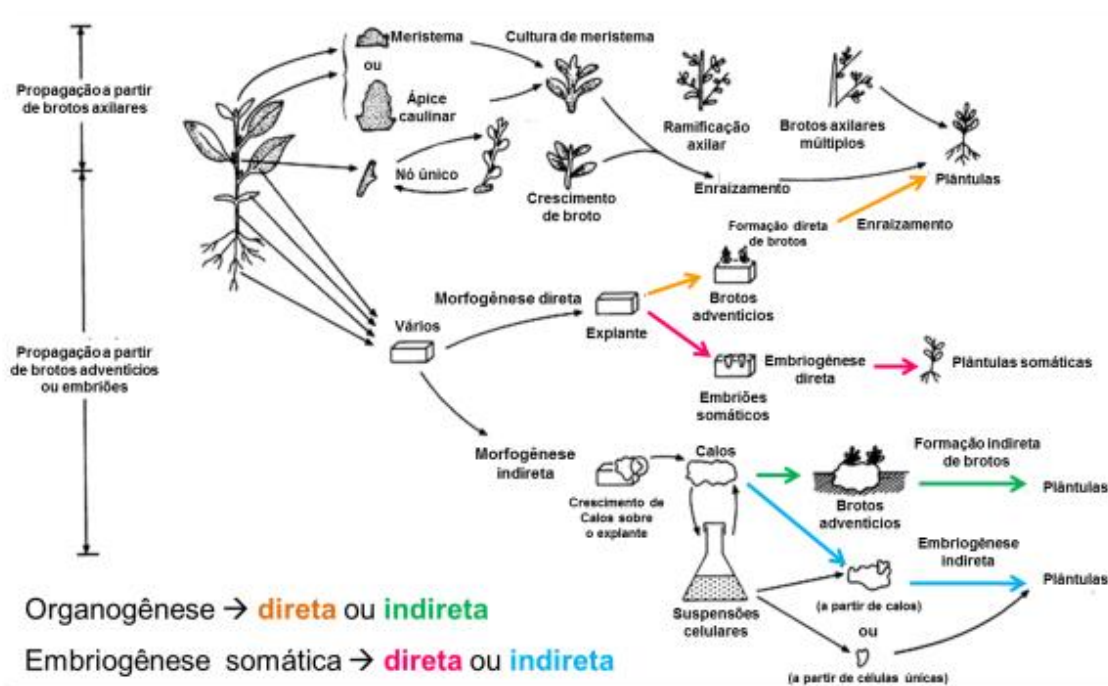 Propagação a partir
de brotos axilares
Meristema
ou
Ápice
caulinar
Nó único
Cultura de meristema
Crescimento
de broto
Ramificação
axilar
Brotos axilares
múltiplos
Enraízamento
Plântulas
Formação direta
de brotos
Enraízamento
Brotos
adventícios
Propagação a partir
de brotos adventícios
ou embriões
Vários
Morfogênese direta
Explante
Embriões
somáticos
Embriogênese
direta
Plântulas somáticas
Morfogênese
indireta
Crescimento de
Calos sobre
o explante
Calos
Suspensões
celulares
Brotos
adventícios
Formação indireta
de brotos
Plântulas
Embriogênese
indireta
Plântulas
(a partir de calos)
ou
(a partir de células únicas)
Organogênese → direta ou indireta
Embriogênese somática → direta ou indireta